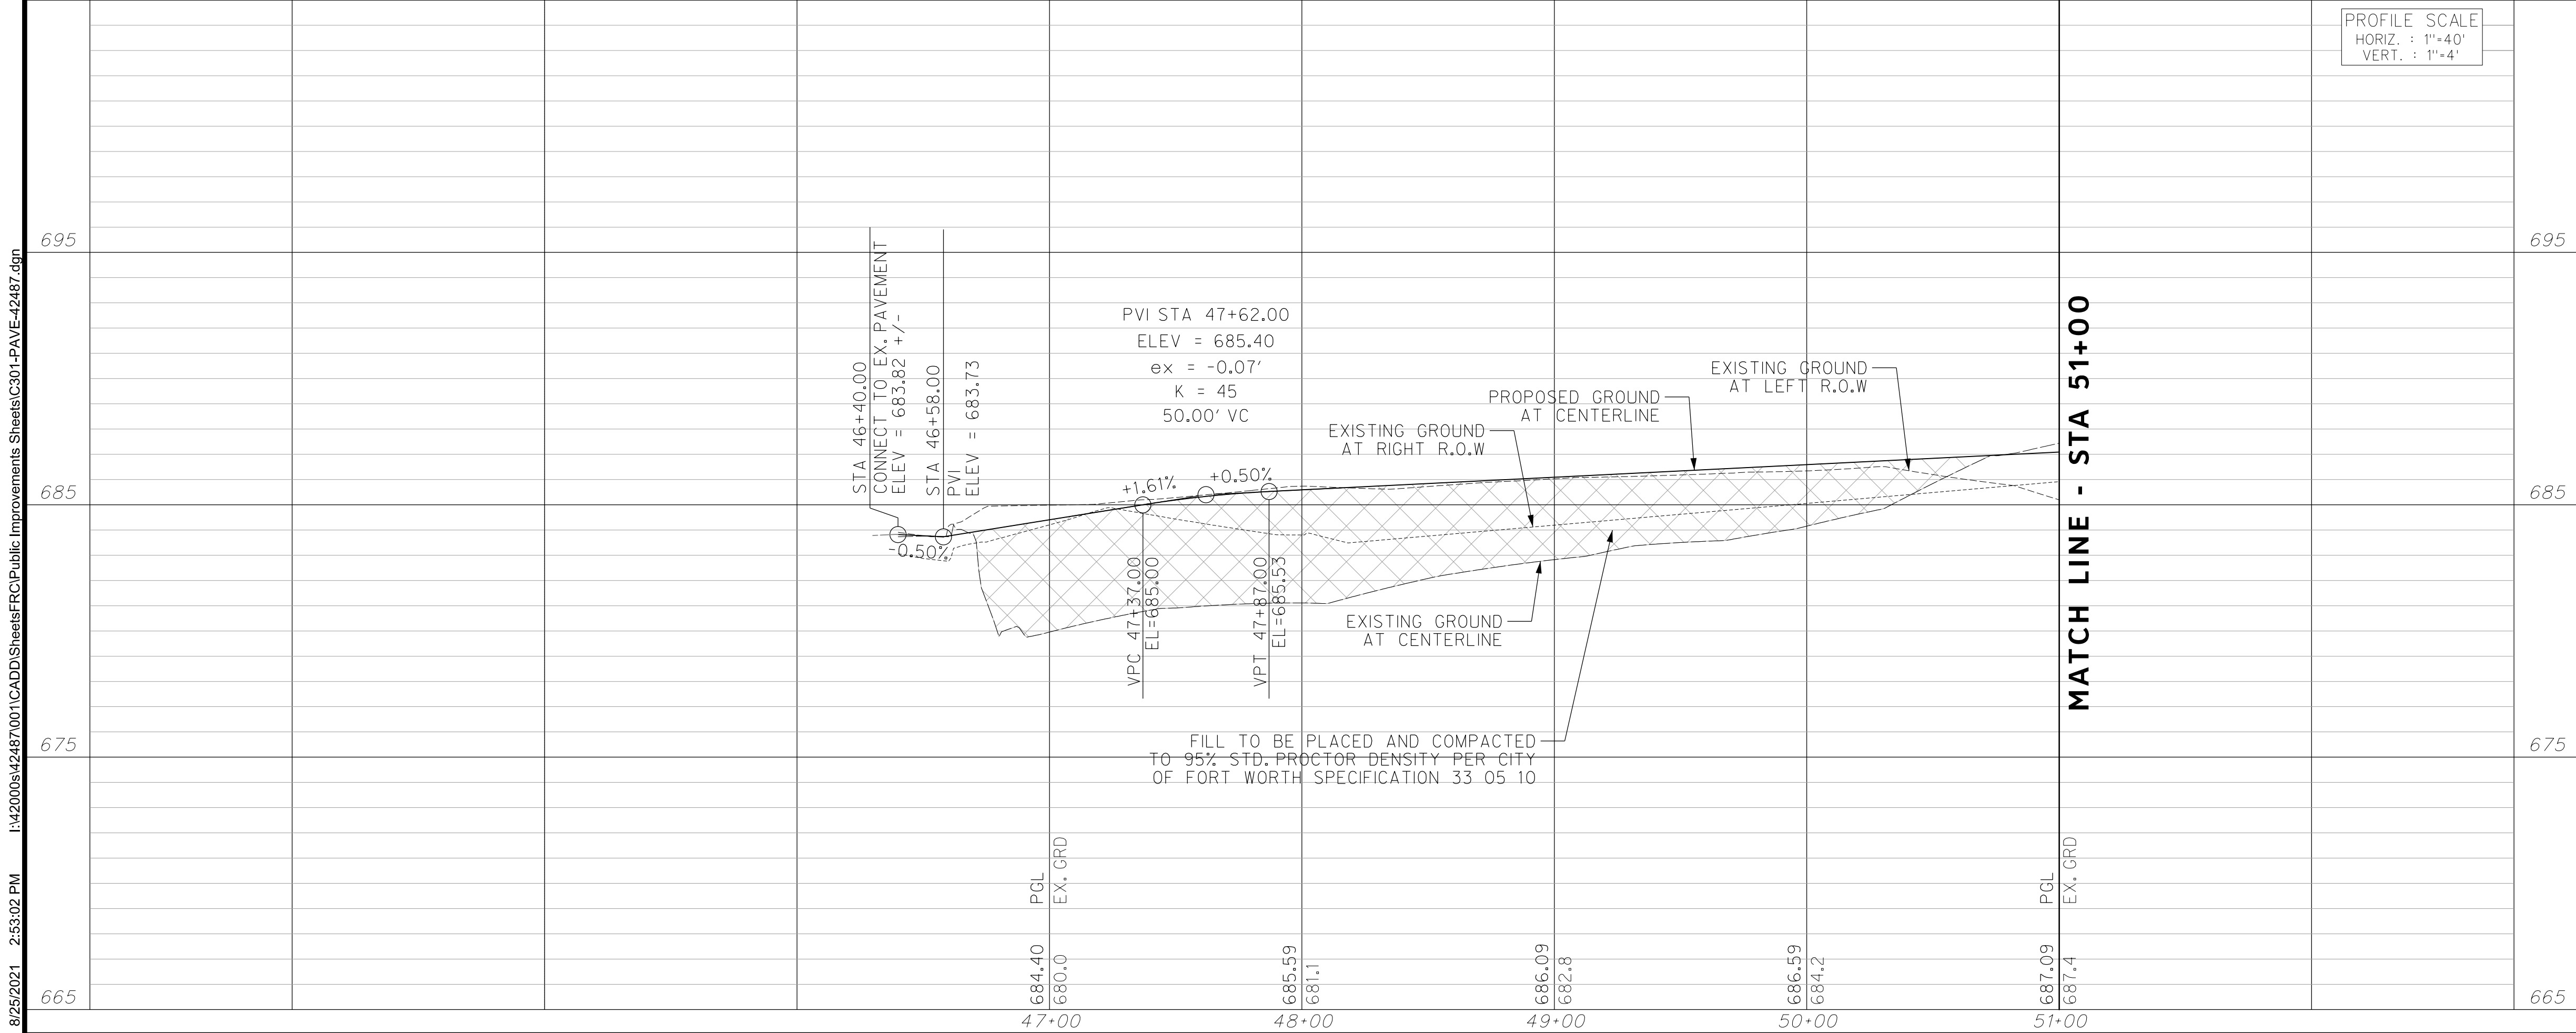 PROFILE SCALE
HORIZ. : 1"=40'
VERT. : 1"=4'
695
695
685
685
675
675
665
665
STA 46+40.00
CONNECT TO EX. PAVEMENT
ELEV = 683.82 +/-
STA 46+58.00
PVI
ELEV = 683.73
PVI STA 47+62.00
ELEV = 685.40
ex = -0.07'
K = 45
50.00' VC
-0.50%
+1.61%
+0.50%
VPC 47+37.00
EL=685.00
VPT 47+87.00
EL=685.53
EXISTING GROUND
AT RIGHT R.O.W
PROPOSED GROUND
AT CENTERLINE
EXISTING GROUND
AT LEFT R.O.W
EXISTING GROUND
AT CENTERLINE
FILL TO BE PLACED AND COMPACTED
TO 95% STD. PROCTOR DENSITY PER CITY
OF FORT WORTH SPECIFICATION 33 05 10
MATCH LINE - STA 51+00
PGL
EX. GRD
PGL
EX. GRD
684.40
680.0
685.59
681.1
686.09
682.8
686.59
684.2
687.09
687.4
47+00
48+00
49+00
50+00
51+00
8/25/2021 2:53:02 PM I:\42000s\42487\001\CADD\SheetsFRC\Public Improvements Sheets\C301-PAVE-42487.dgn